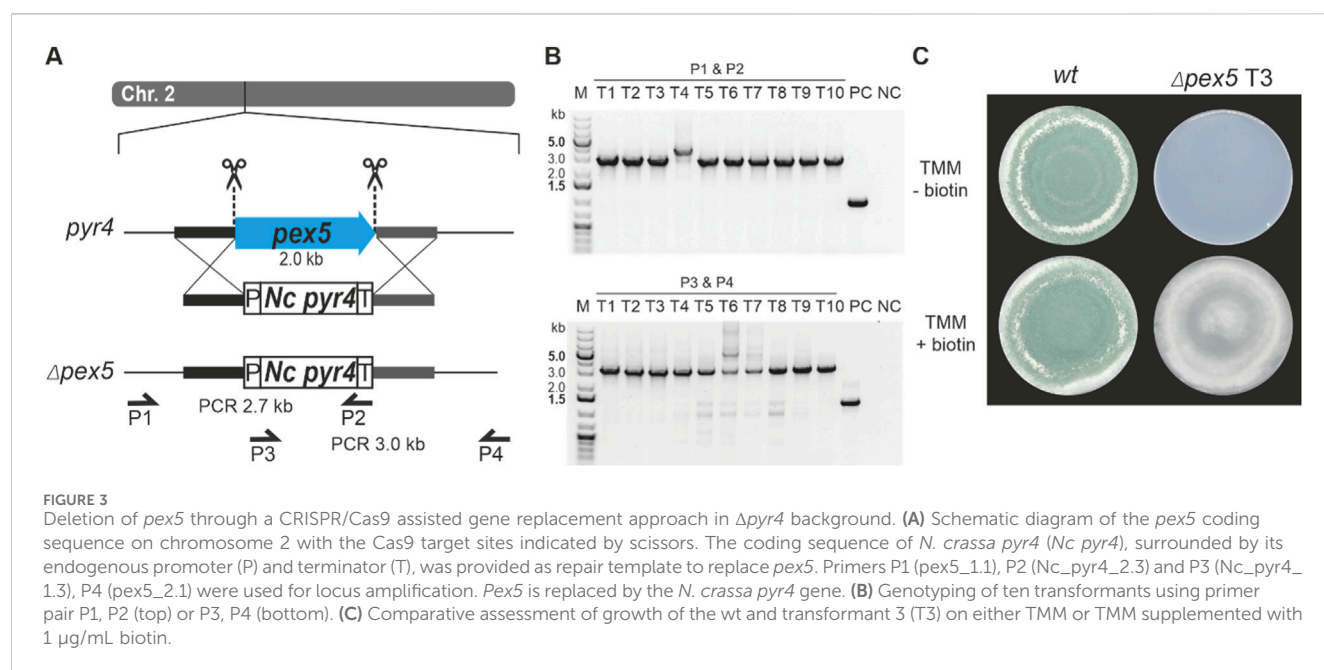 A
Chr. 2
pyr4
pex5
2.0 kb
P Nc pyr4 T
Δpex5
P Nc pyr4 T
P1
PCR 2.7 kb
P2
P3
PCR 3.0 kb
P4
B
P1 & P2
M T1 T2 T3 T4 T5 T6 T7 T8 T9 T10 PC NC
kb
5.0
3.0
2.0
1.5
P3 & P4
M T1 T2 T3 T4 T5 T6 T7 T8 T9 T10 PC NC
kb
5.0
3.0
2.0
1.5
C
wt Δpex5 T3
TMM
- biotin
TMM
+ biotin
FIGURE 3
Deletion of pex5 through a CRISPR/Cas9 assisted gene replacement approach in Δpyr4 background. (A) Schematic diagram of the pex5 coding
sequence on chromosome 2 with the Cas9 target sites indicated by scissors. The coding sequence of N. crassa pyr4 (Nc pyr4), surrounded by its
endogenous promoter (P) and terminator (T), was provided as repair template to replace pex5. Primers P1 (pex5_1.1), P2 (Nc_pyr4_2.3) and P3 (Nc_pyr4_
1.3), P4 (pex5_2.1) were used for locus amplification. Pex5 is replaced by the N. crassa pyr4 gene. (B) Genotyping of ten transformants using primer
pair P1, P2 (top) or P3, P4 (bottom). (C) Comparative assessment of growth of the wt and transformant 3 (T3) on either TMM or TMM supplemented with
1 µg/mL biotin.